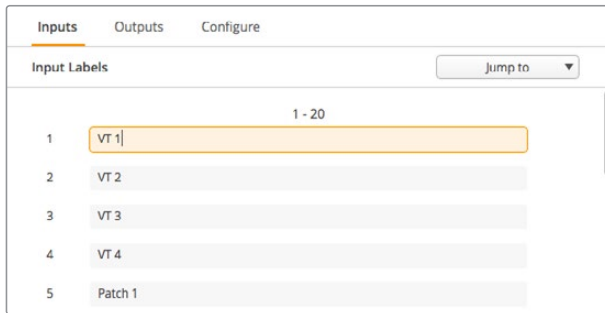 Inputs Outputs Configure
Input Labels Jump to
1 - 20
1 VT 1
2 VT 2
3 VT 3
4 VT 4
5 Patch 1